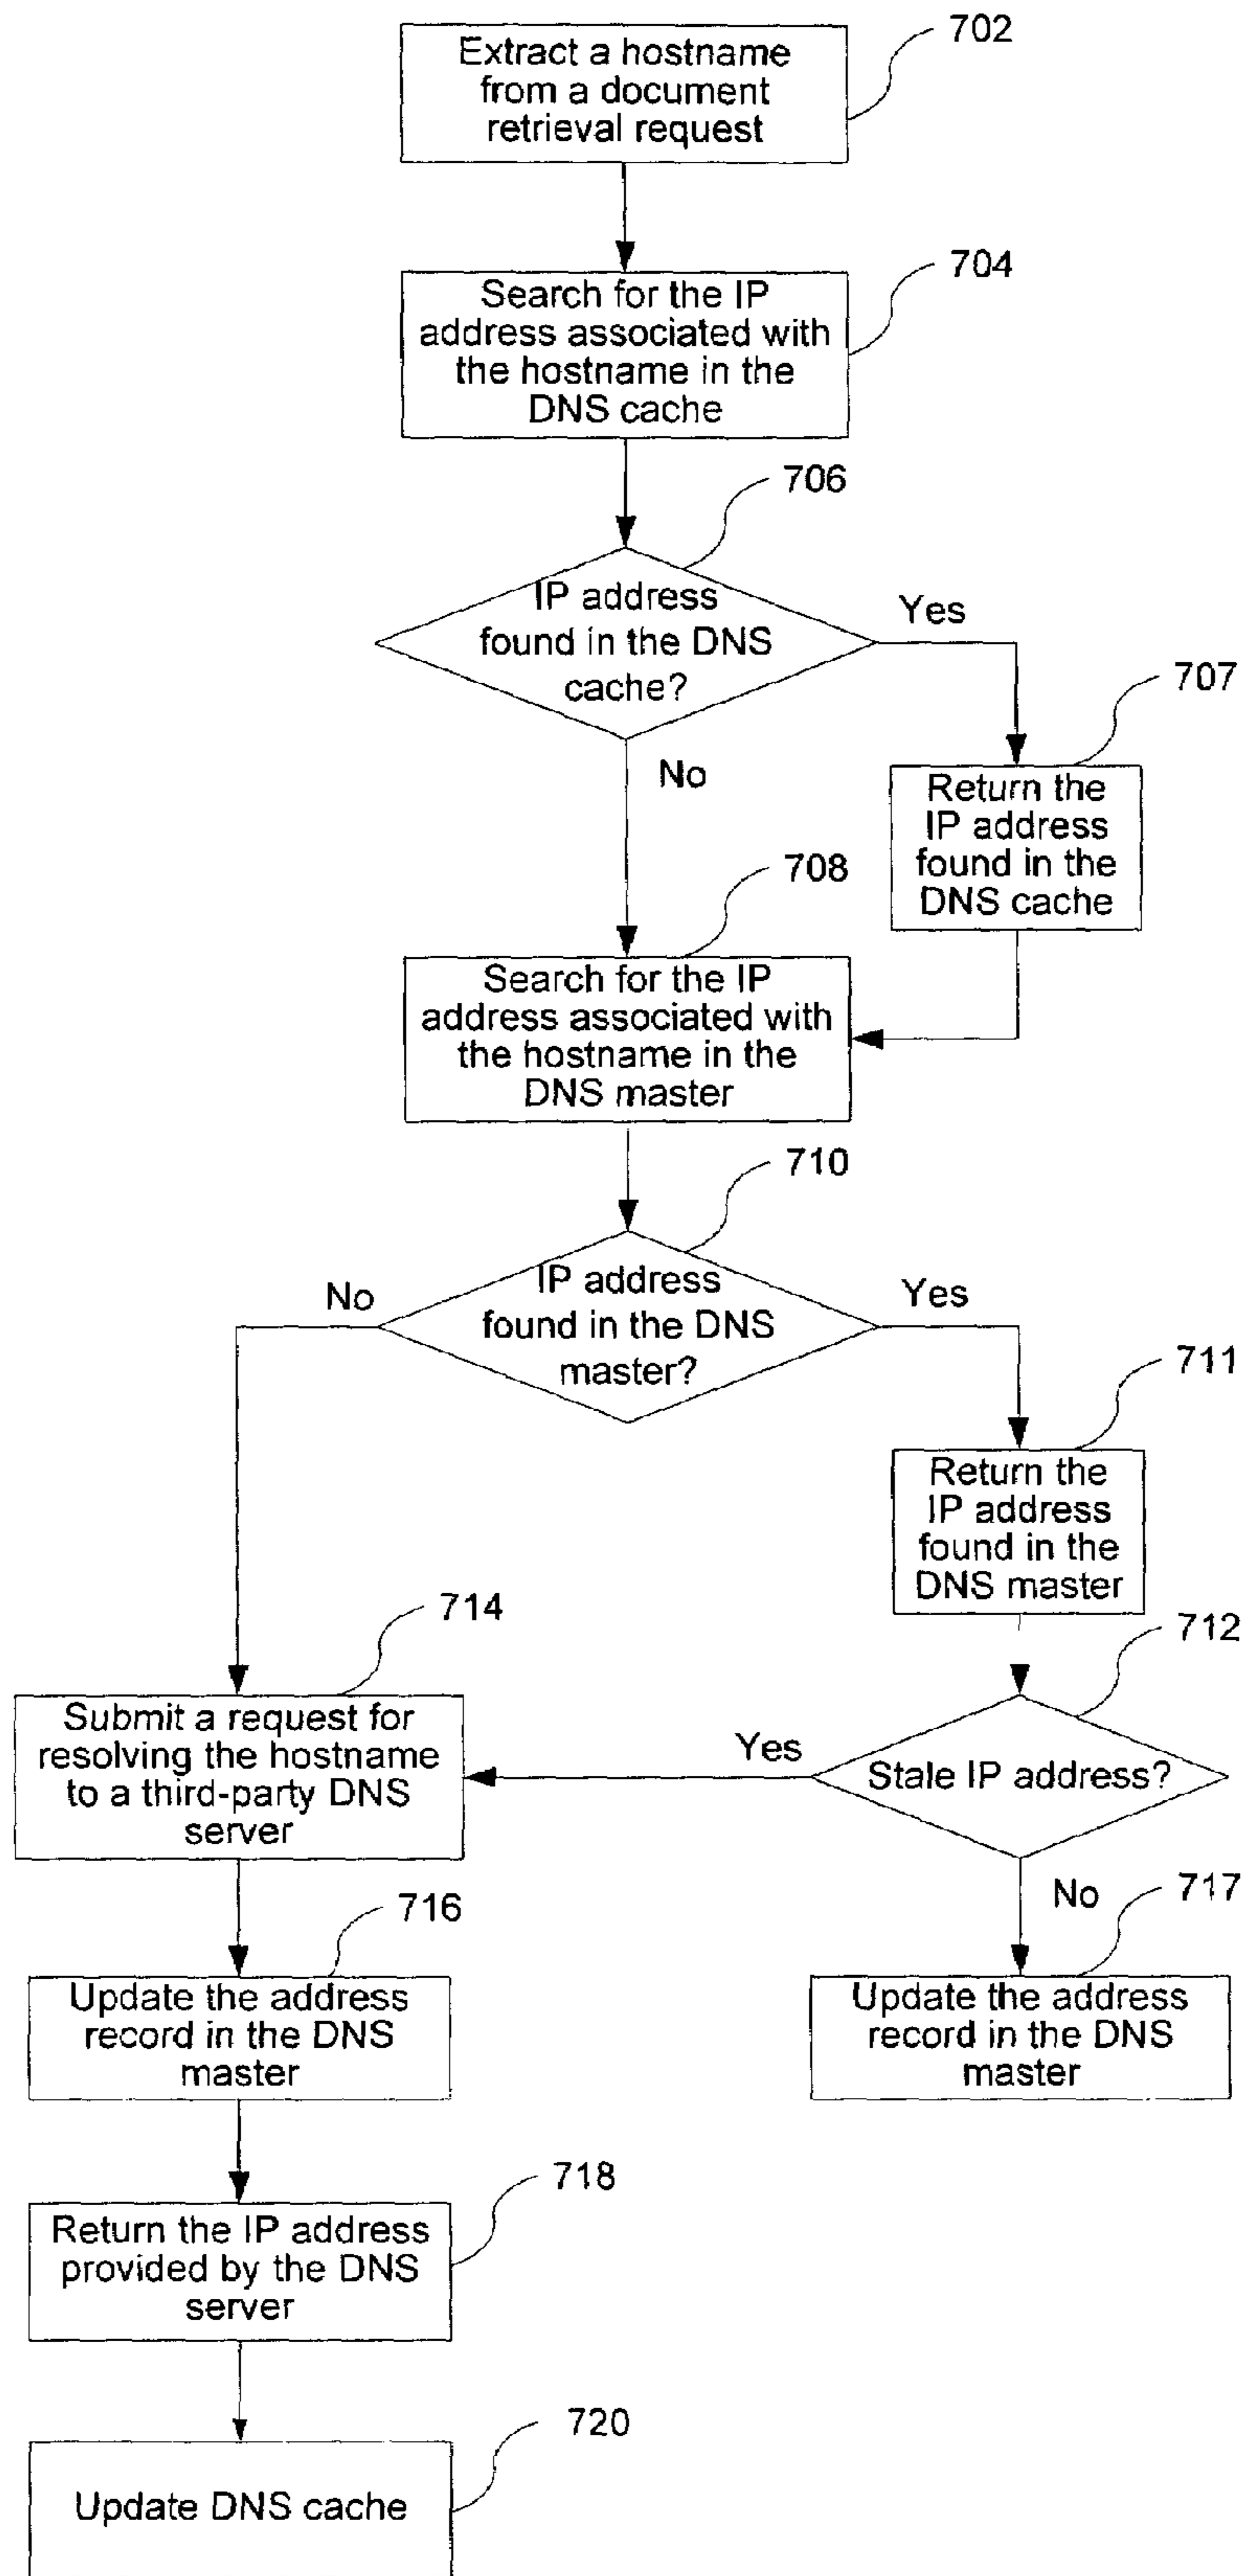 702
Extract a hostname
from a document
retrieval request
704
Search for the IP
address associated with
the hostname in the
DNS cache
706
IP address
found in the DNS
cache?
Yes
No
707
Return the
IP address
found in the
DNS cache
708
Search for the IP
address associated with
the hostname in the
DNS master
710
IP address
found in the DNS
master?
No
Yes
711
Return the
IP address
found in the
DNS master
714
Submit a request for
resolving the hostname
to a third-party DNS
server
712
Stale IP address?
Yes
No
716
Update the address
record in the DNS
master
717
Update the address
record in the DNS
master
718
Return the IP address
provided by the DNS
server
720
Update DNS cache